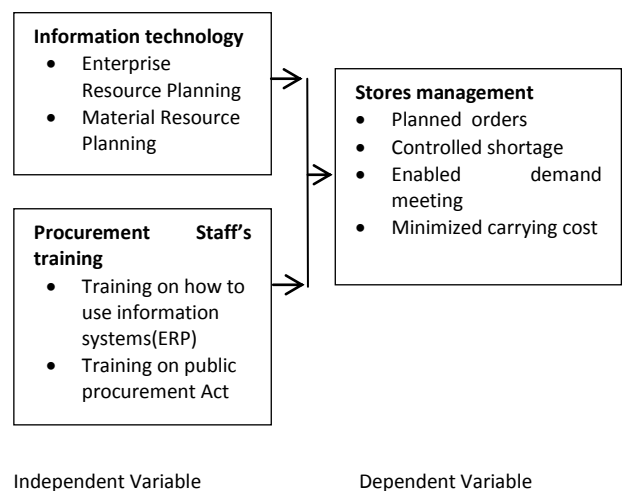 Information technology
• Enterprise
Resource Planning
• Material Resource
Planning
Procurement Staff's
training
• Training on how to
use information
systems(ERP)
• Training on public
procurement Act
Stores management
• Planned orders
• Controlled shortage
• Enabled demand
meeting
• Minimized carrying cost
Independent Variable
Dependent Variable